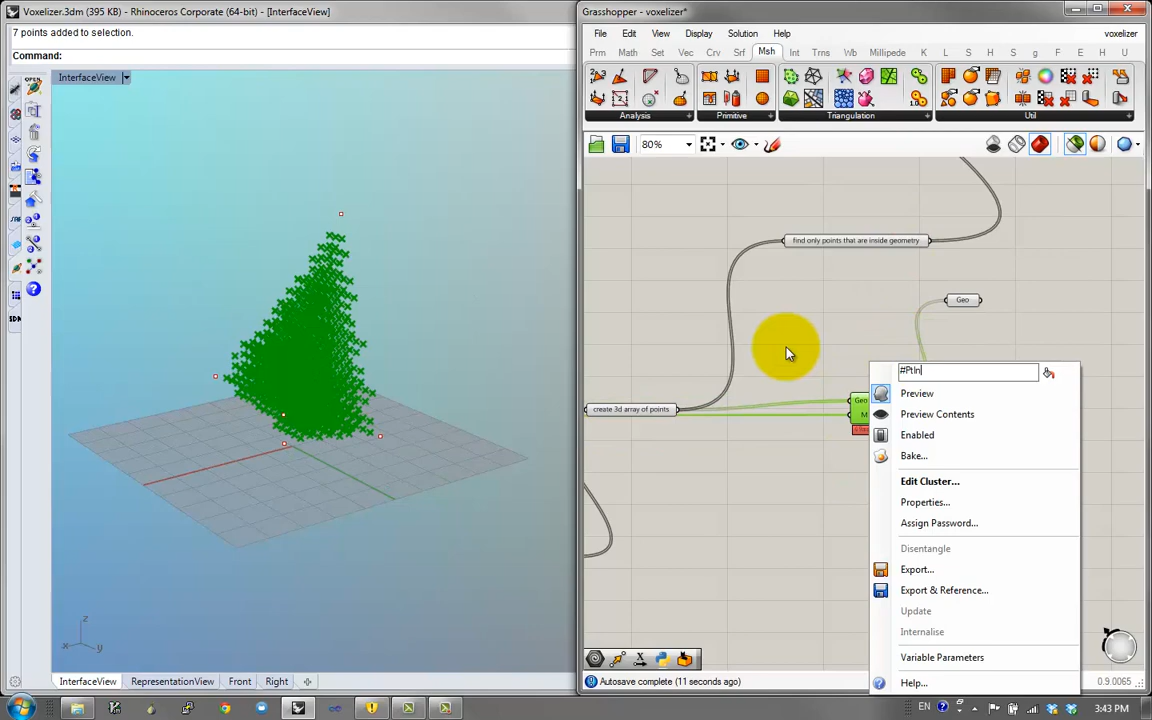 Voxelizer.3dm (395 KB) - Rhinoceros Corporate (64-bit) - [InterfaceView]
7 points added to selection.
Command:
InterfaceView
OPEN
x
y
z
InterfaceView RepresentationView Front Right
Grasshopper - voxelizer*
File Edit View Display Solution Help voxelizer
Prm Math Set Vec Crv Srf Msh Int Trns Wb Millipede K L S H S g F E H U
Analysis Primitive Triangulation Util
80%
find only points that are inside geometry
Geo
create 3d array of points
Geo
M
#PtIn
Preview
Preview Contents
Enabled
Bake...
Edit Cluster...
Properties...
Assign Password...
Disentangle
Export...
Export & Reference...
Update
Internalise
Variable Parameters
Help...
Autosave complete (11 seconds ago)
0.9.0065
EN
3:43 PM